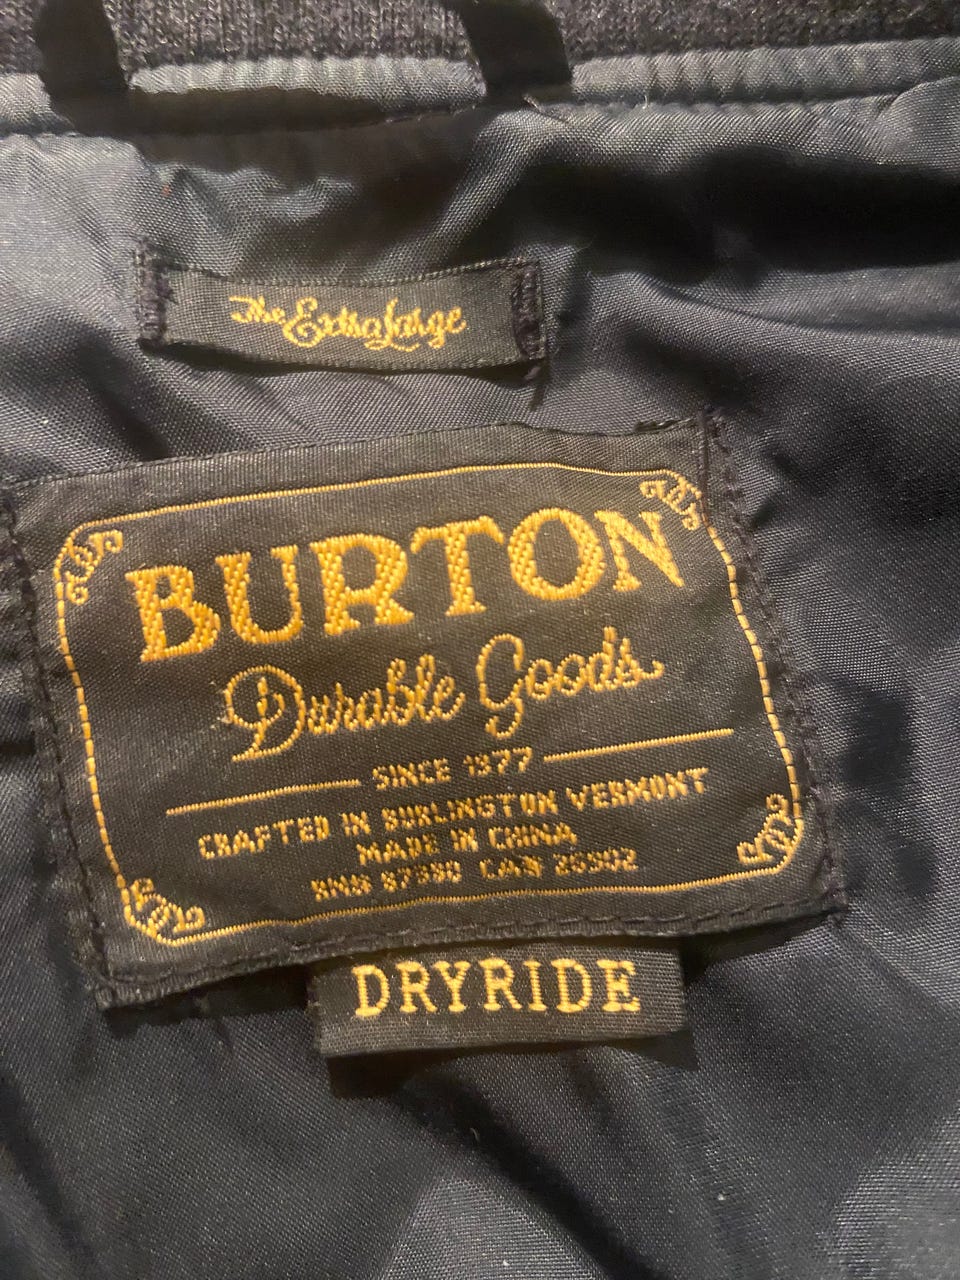 The Extra Large
BURTON
Durable Goods
SINCE 1977
CRAFTED IN BURLINGTON VERMONT
MADE IN CHINA
RN# 87880 CA# 26302
DRYRIDE